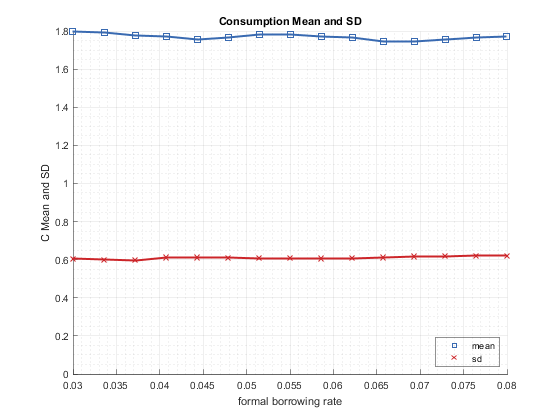 Consumption Mean and SD
1.8
1.6
1.4
1.2
1
0.8
0.6
0.4
0.2
0
C Mean and SD
0.03 0.035 0.04 0.045 0.05 0.055 0.06 0.065 0.07 0.075 0.08
formal borrowing rate
mean
sd